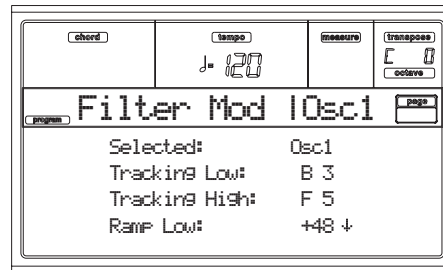 chord tempo measure transpose
♩= 120 C 0
octave
program Filter Mod |Osc1 page
Selected: Osc1
Tracking Low: B 3
Tracking High: F 5
Ramp Low: +48 ↓